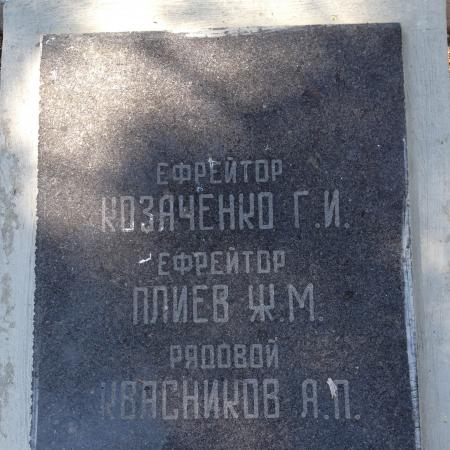 ЕФРЕЙТОР
КОЗАЧЕНКО Г.И.
ЕФРЕЙТОР
ПЛИЕВ Ж.М.
РЯДОВОЙ
КВАСНИКОВ А.П.